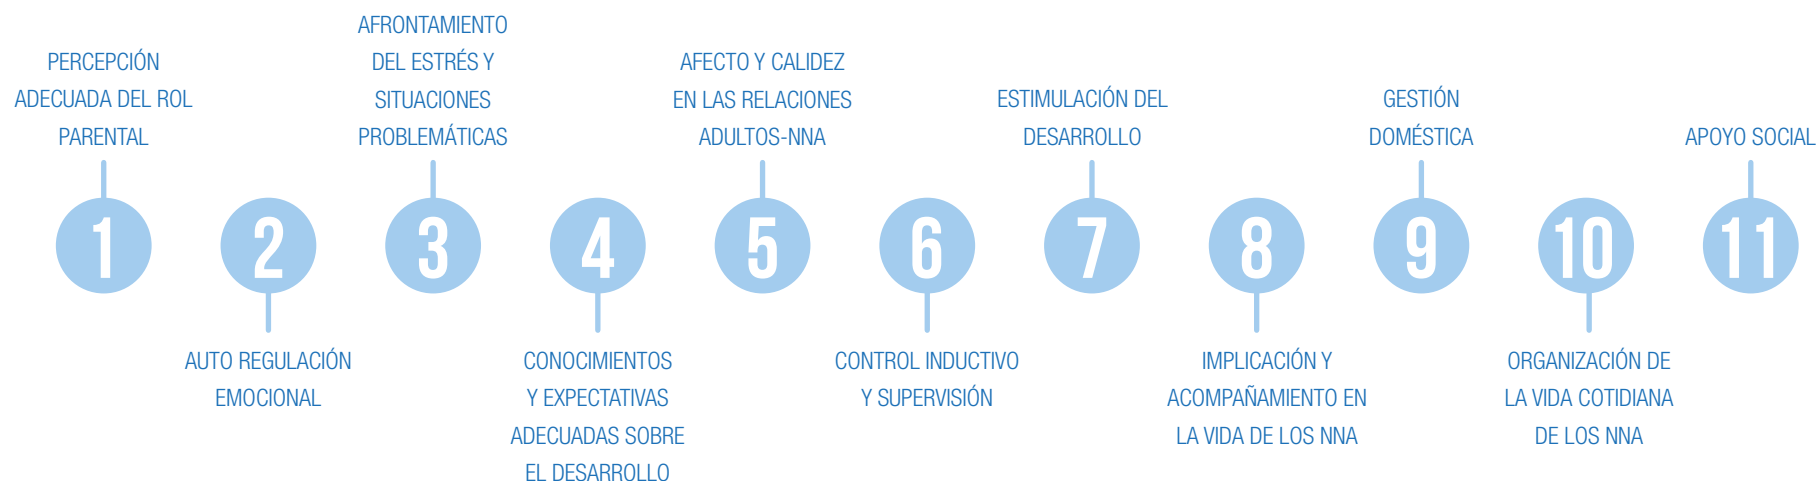 PERCEPCIÓN
ADECUADA DEL ROL
PARENTAL
1
2
AUTO REGULACIÓN
EMOCIONAL
AFRONTAMIENTO
DEL ESTRÉS Y
SITUACIONES
PROBLEMÁTICAS
3
4
CONOCIMIENTOS
Y EXPECTATIVAS
ADECUADAS SOBRE
EL DESARROLLO
AFECTO Y CALIDEZ
EN LAS RELACIONES
ADULTOS-NNA
5
6
CONTROL INDUCTIVO
Y SUPERVISIÓN
ESTIMULACIÓN DEL
DESARROLLO
7
8
IMPLICACIÓN Y
ACOMPAÑAMIENTO EN
LA VIDA DE LOS NNA
GESTIÓN
DOMÉSTICA
9
10
ORGANIZACIÓN DE
LA VIDA COTIDIANA
DE LOS NNA
APOYO SOCIAL
11